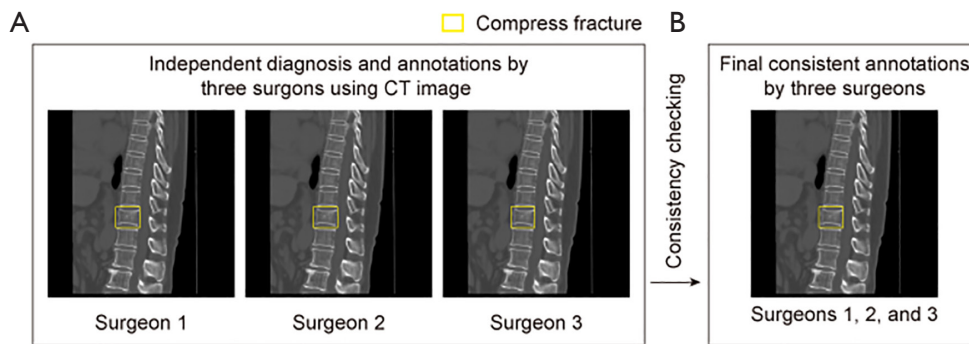 A
Compress fracture
B
Independent diagnosis and annotations by
three surgons using CT image
Surgeon 1
Surgeon 2
Surgeon 3
Consistency checking
Final consistent annotations
by three surgeons
Surgeons 1, 2, and 3